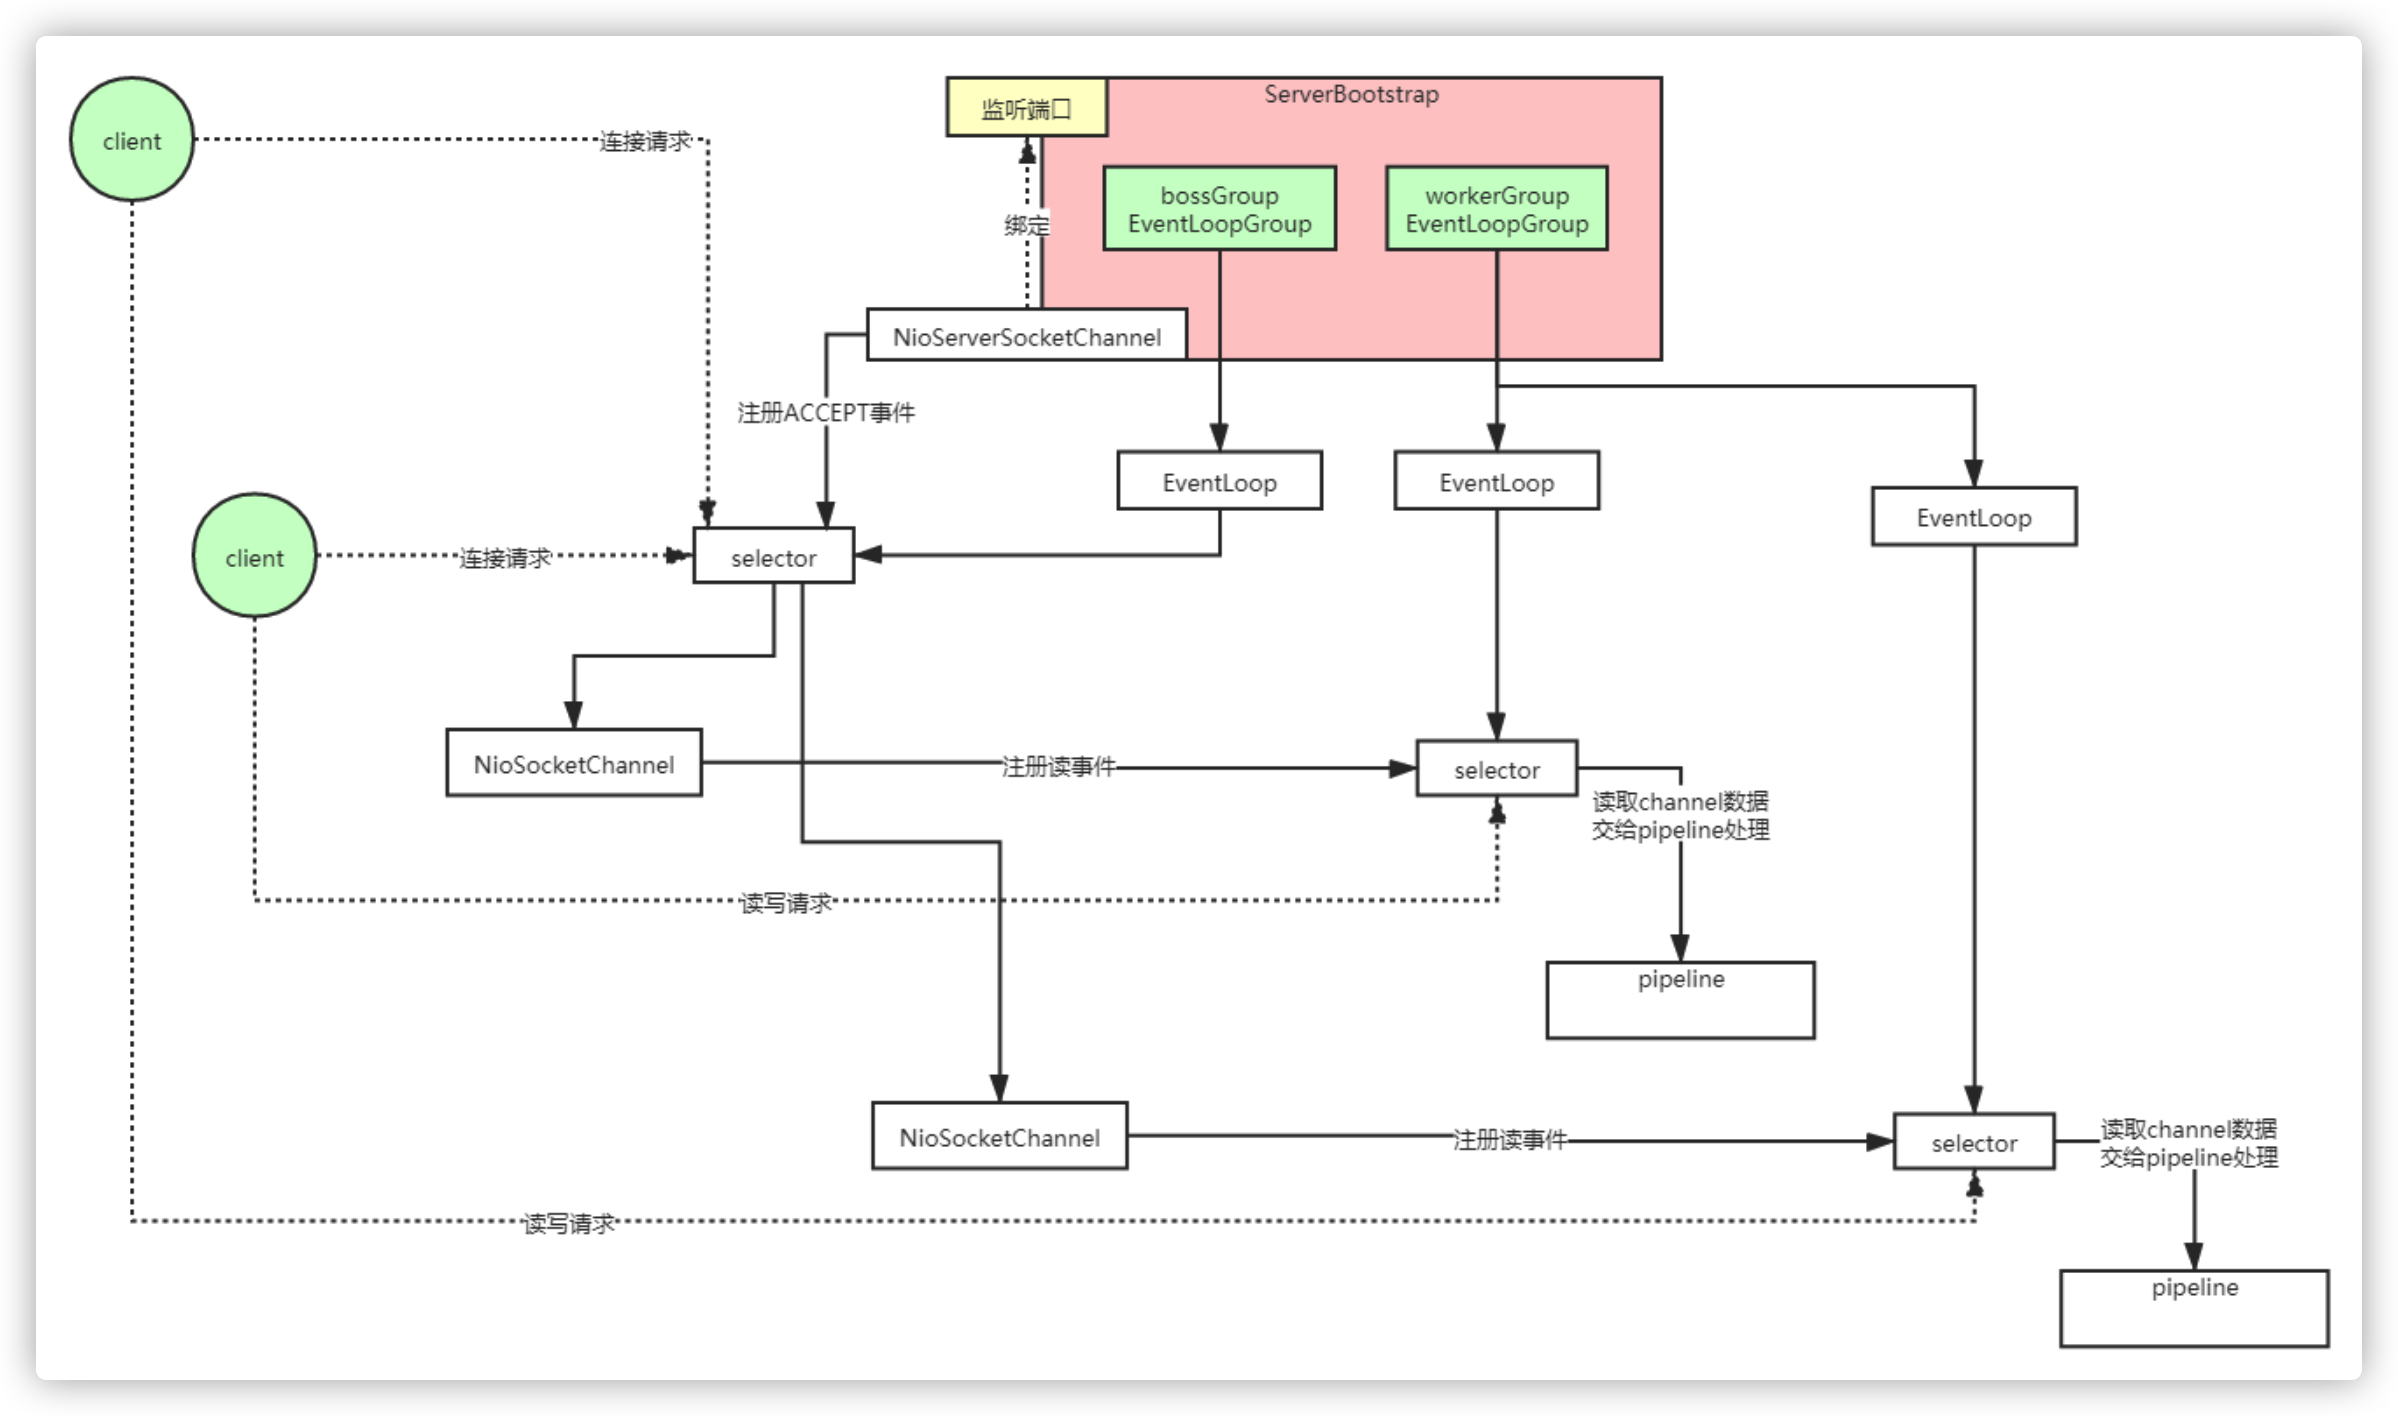 ServerBootstrap
监听端口
client
连接请求
bossGroup
EventLoopGroup
workerGroup
EventLoopGroup
绑定
NioServerSocketChannel
注册ACCEPT事件
EventLoop
EventLoop
EventLoop
client
连接请求
selector
NioSocketChannel
注册读事件
selector
读取channel数据
交给pipeline处理
读写请求
pipeline
NioSocketChannel
注册读事件
selector
读取channel数据
交给pipeline处理
读写请求
pipeline